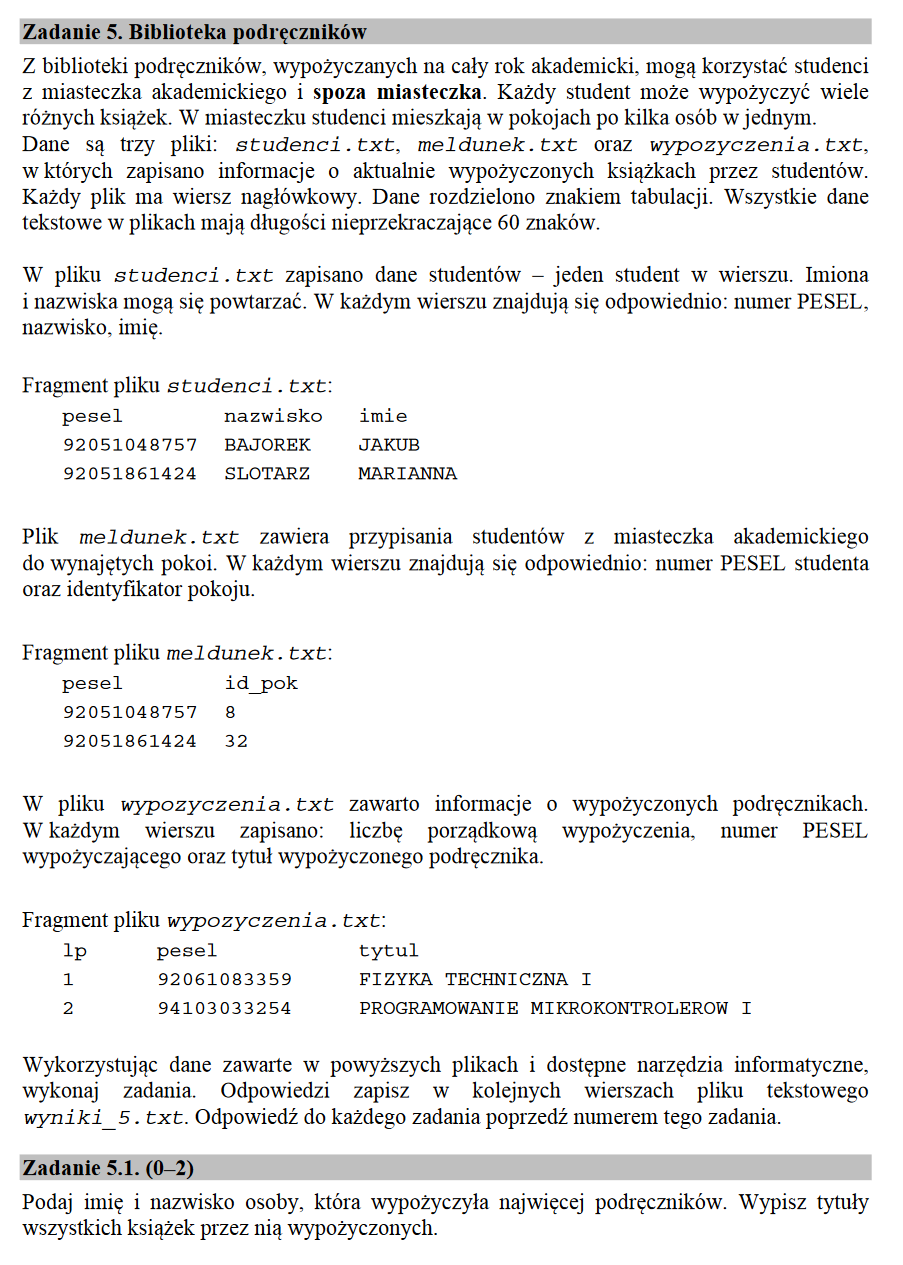 Zadanie 5. Biblioteka podręczników
Z biblioteki podręczników, wypożyczanych na cały rok akademicki, mogą korzystać studenci
z miasteczka akademickiego i spoza miasteczka. Każdy student może wypożyczyć wiele
różnych książek. W miasteczku studenci mieszkają w pokojach po kilka osób w jednym.
Dane są trzy pliki: studenci.txt, meldunek.txt oraz wypozyczenia.txt,
w których zapisano informacje o aktualnie wypożyczonych książkach przez studentów.
Każdy plik ma wiersz nagłówkowy. Dane rozdzielono znakiem tabulacji. Wszystkie dane
tekstowe w plikach mają długości nieprzekraczające 60 znaków.
W pliku studenci.txt zapisano dane studentów – jeden student w wierszu. Imiona
i nazwiska mogą się powtarzać. W każdym wierszu znajdują się odpowiednio: numer PESEL,
nazwisko, imię.
Fragment pliku studenci.txt:
pesel nazwisko imie
92051048757 BAJOREK JAKUB
92051861424 SLOTARZ MARIANNA
Plik meldunek.txt zawiera przypisania studentów z miasteczka akademickiego
do wynajętych pokoi. W każdym wierszu znajdują się odpowiednio: numer PESEL studenta
oraz identyfikator pokoju.
Fragment pliku meldunek.txt:
pesel id_pok
92051048757 8
92051861424 32
W pliku wypozyczenia.txt zawarto informacje o wypożyczonych podręcznikach.
W każdym wierszu zapisano: liczbę porządkową wypożyczenia, numer PESEL
wypożyczającego oraz tytuł wypożyczonego podręcznika.
Fragment pliku wypozyczenia.txt:
lp pesel tytul
1 92061083359 FIZYKA TECHNICZNA I
2 94103033254 PROGRAMOWANIE MIKROKONTROLEROW I
Wykorzystując dane zawarte w powyższych plikach i dostępne narzędzia informatyczne,
wykonaj zadania. Odpowiedzi zapisz w kolejnych wierszach pliku tekstowego
wyniki_5.txt. Odpowiedź do każdego zadania poprzedź numerem tego zadania.
Zadanie 5.1. (0–2)
Podaj imię i nazwisko osoby, która wypożyczyła najwięcej podręczników. Wypisz tytuły
wszystkich książek przez nią wypożyczonych.